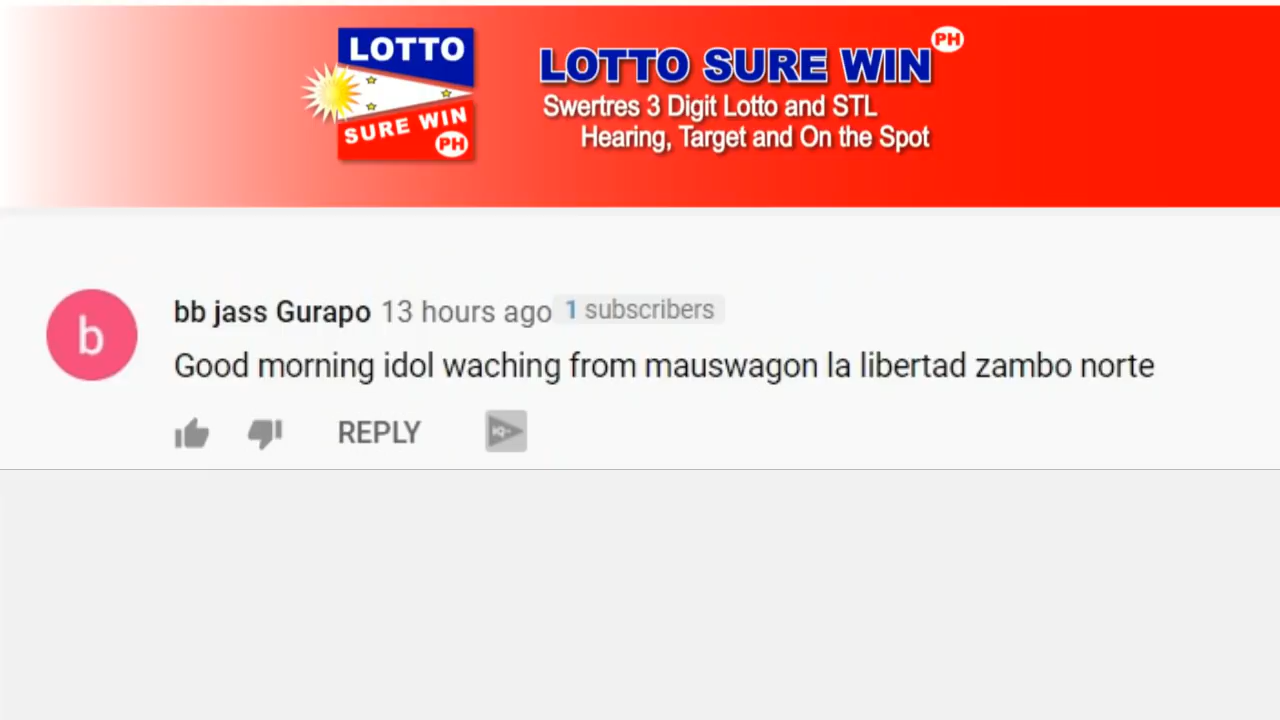 LOTTO
SURE WIN
PH
LOTTO SURE WIN PH
Swertres 3 Digit Lotto and STL
Hearing, Target and On the Spot
b
bb jass Gurapo 13 hours ago 1 subscribers
Good morning idol waching from mauswagon la libertad zambo norte
REPLY